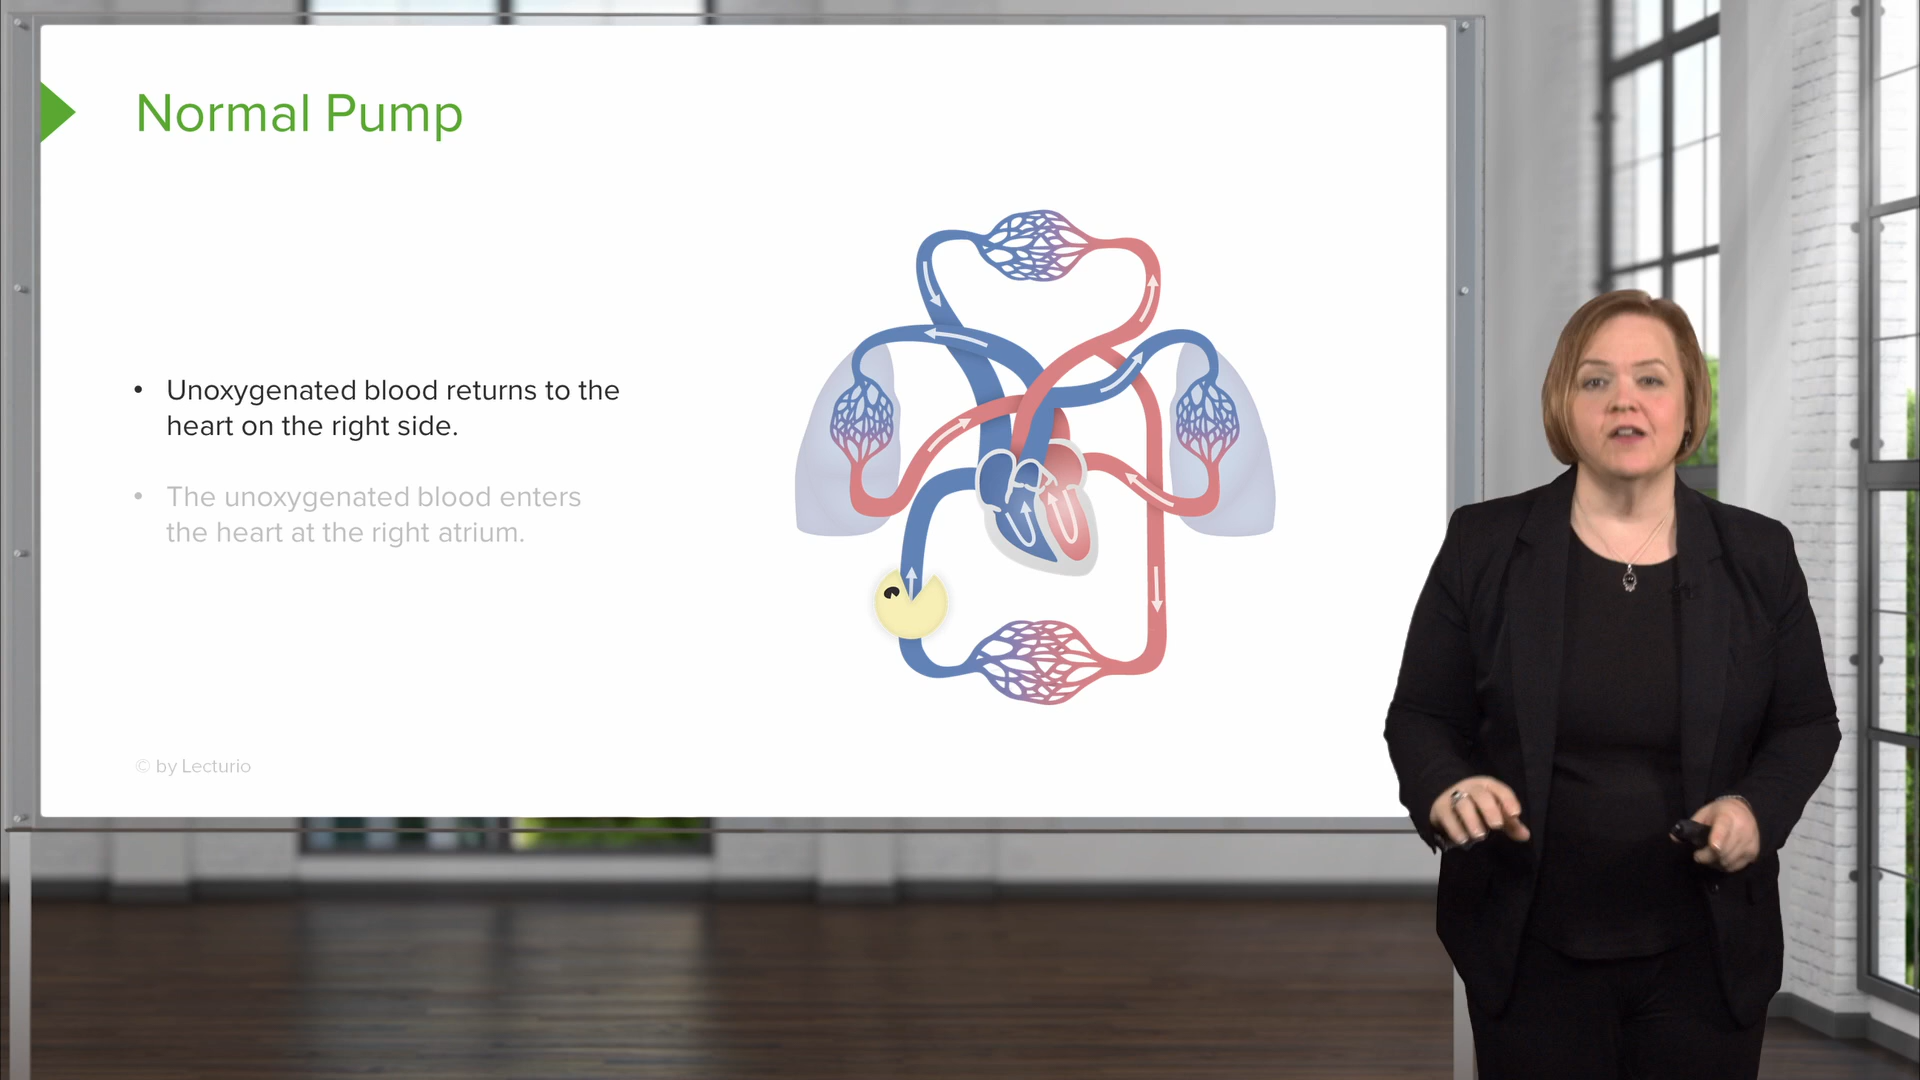 Normal Pump
• Unoxygenated blood returns to the
heart on the right side.
• The unoxygenated blood enters
the heart at the right atrium.
© by Lecturio